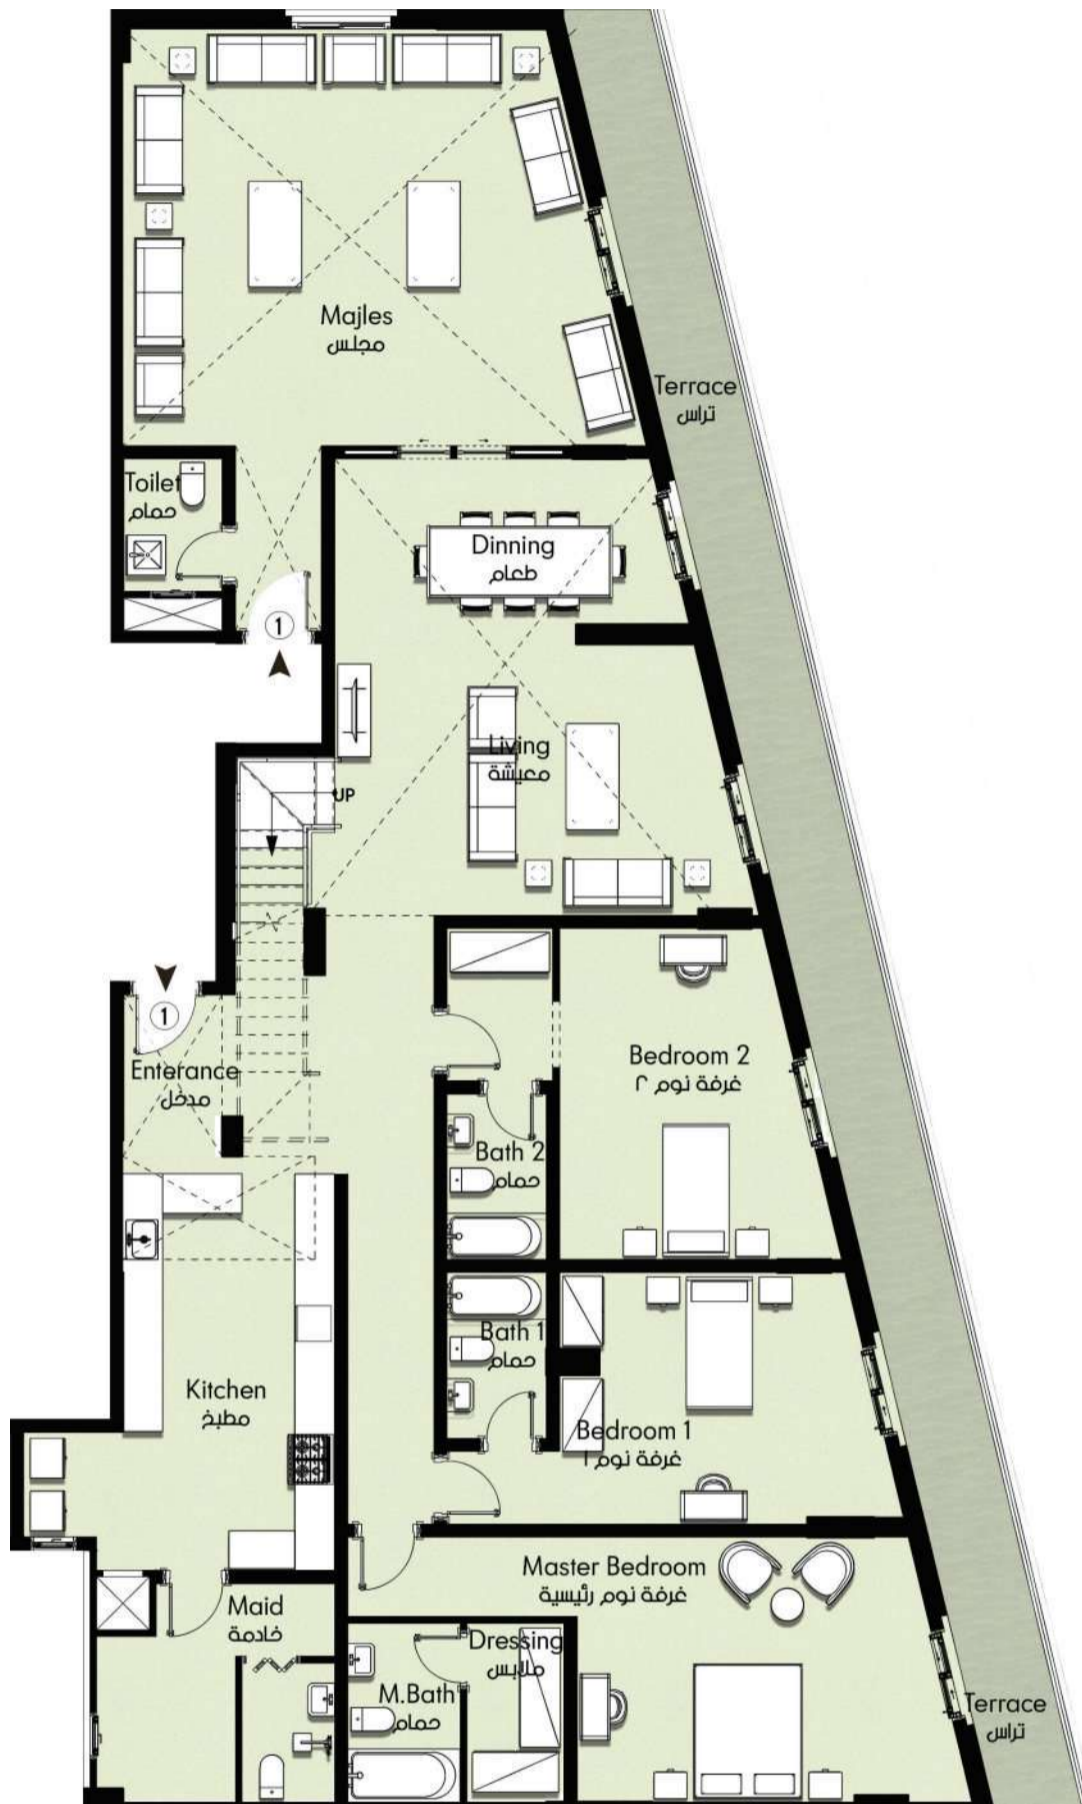 Majles
مجلس
Terrace
تراس
Toilet
حمام
Dinning
طعام
1
Living
معيشة
UP
1
Enterance
مدخل
Bedroom 2
غرفة نوم ٢
Bath 2
حمام
Bath 1
حمام
Kitchen
مطبخ
Bedroom 1
غرفة نوم ١
Master Bedroom
غرفة نوم رئيسية
Maid
خادمة
Dressing
ملابس
M.Bath
حمام
Terrace
تراس